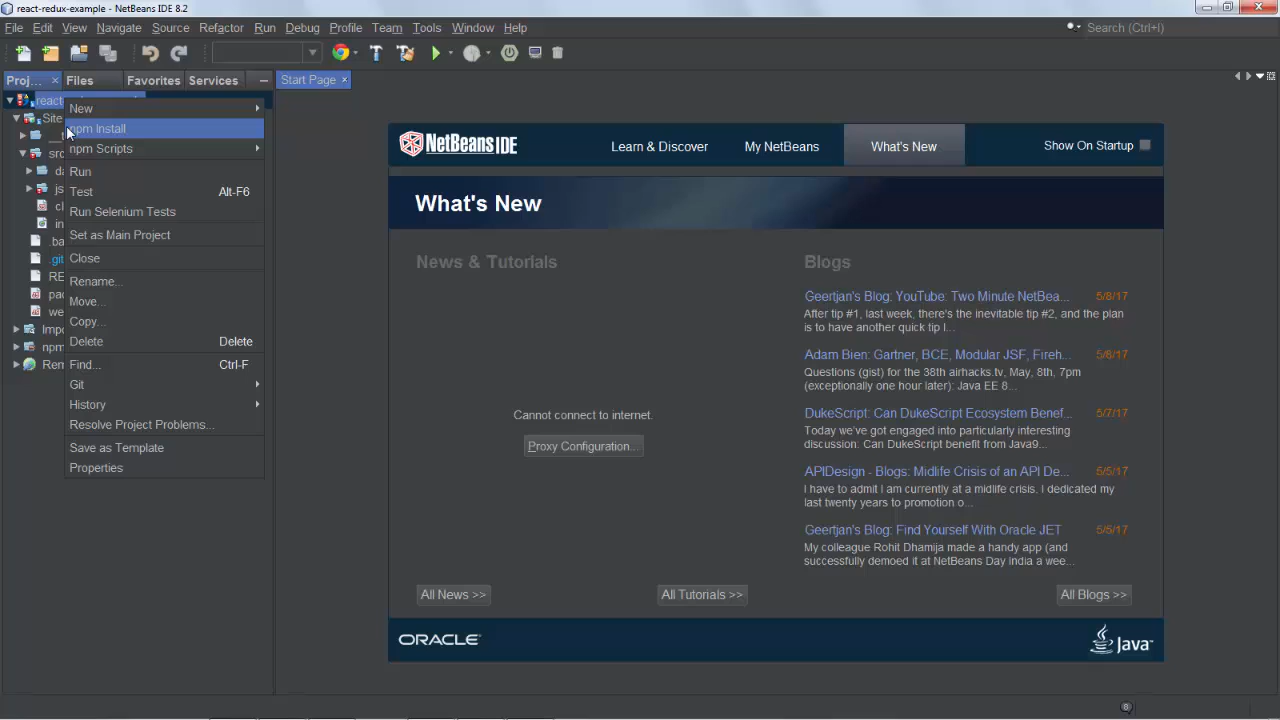 react-redux-example - NetBeans IDE 8.2
File Edit View Navigate Source Refactor Run Debug Profile Team Tools Window Help
Search (Ctrl+I)
Proj... Files Favorites Services
Start Page
react
Site
src
New
npm Install
npm Scripts
Run
Test Alt-F6
Run Selenium Tests
Set as Main Project
Close
Rename...
Move...
Copy...
Delete Delete
Find... Ctrl-F
Git
History
Resolve Project Problems...
Save as Template
Properties
NetBeans IDE
Learn & Discover My NetBeans What's New Show On Startup
What's New
News & Tutorials
Cannot connect to internet.
Proxy Configuration...
Blogs
Geertjan's Blog: YouTube: Two Minute NetBea... 5/8/17
After tip #1, last week, there's the inevitable tip #2, and the plan
is to have another quick tip I...
Adam Bien: Gartner, BCE, Modular JSF, Fireh... 5/8/17
Questions (gist) for the 38th airhacks.tv, May, 8th, 7pm
(exceptionally one hour later): Java EE 8...
DukeScript: Can DukeScript Ecosystem Benef... 5/7/17
Today we've got engaged into particularly interesting
discussion: Can DukeScript benefit from Java9...
APIDesign - Blogs: Midlife Crisis of an API De... 5/5/17
I have to admit I am currently at a midlife crisis. I dedicated my
last twenty years to promotion o...
Geertjan's Blog: Find Yourself With Oracle JET 5/5/17
My colleague Rohit Dhamija made a handy app (and
successfully demoed it at NetBeans Day India a wee...
All News >> All Tutorials >> All Blogs >>
ORACLE Java